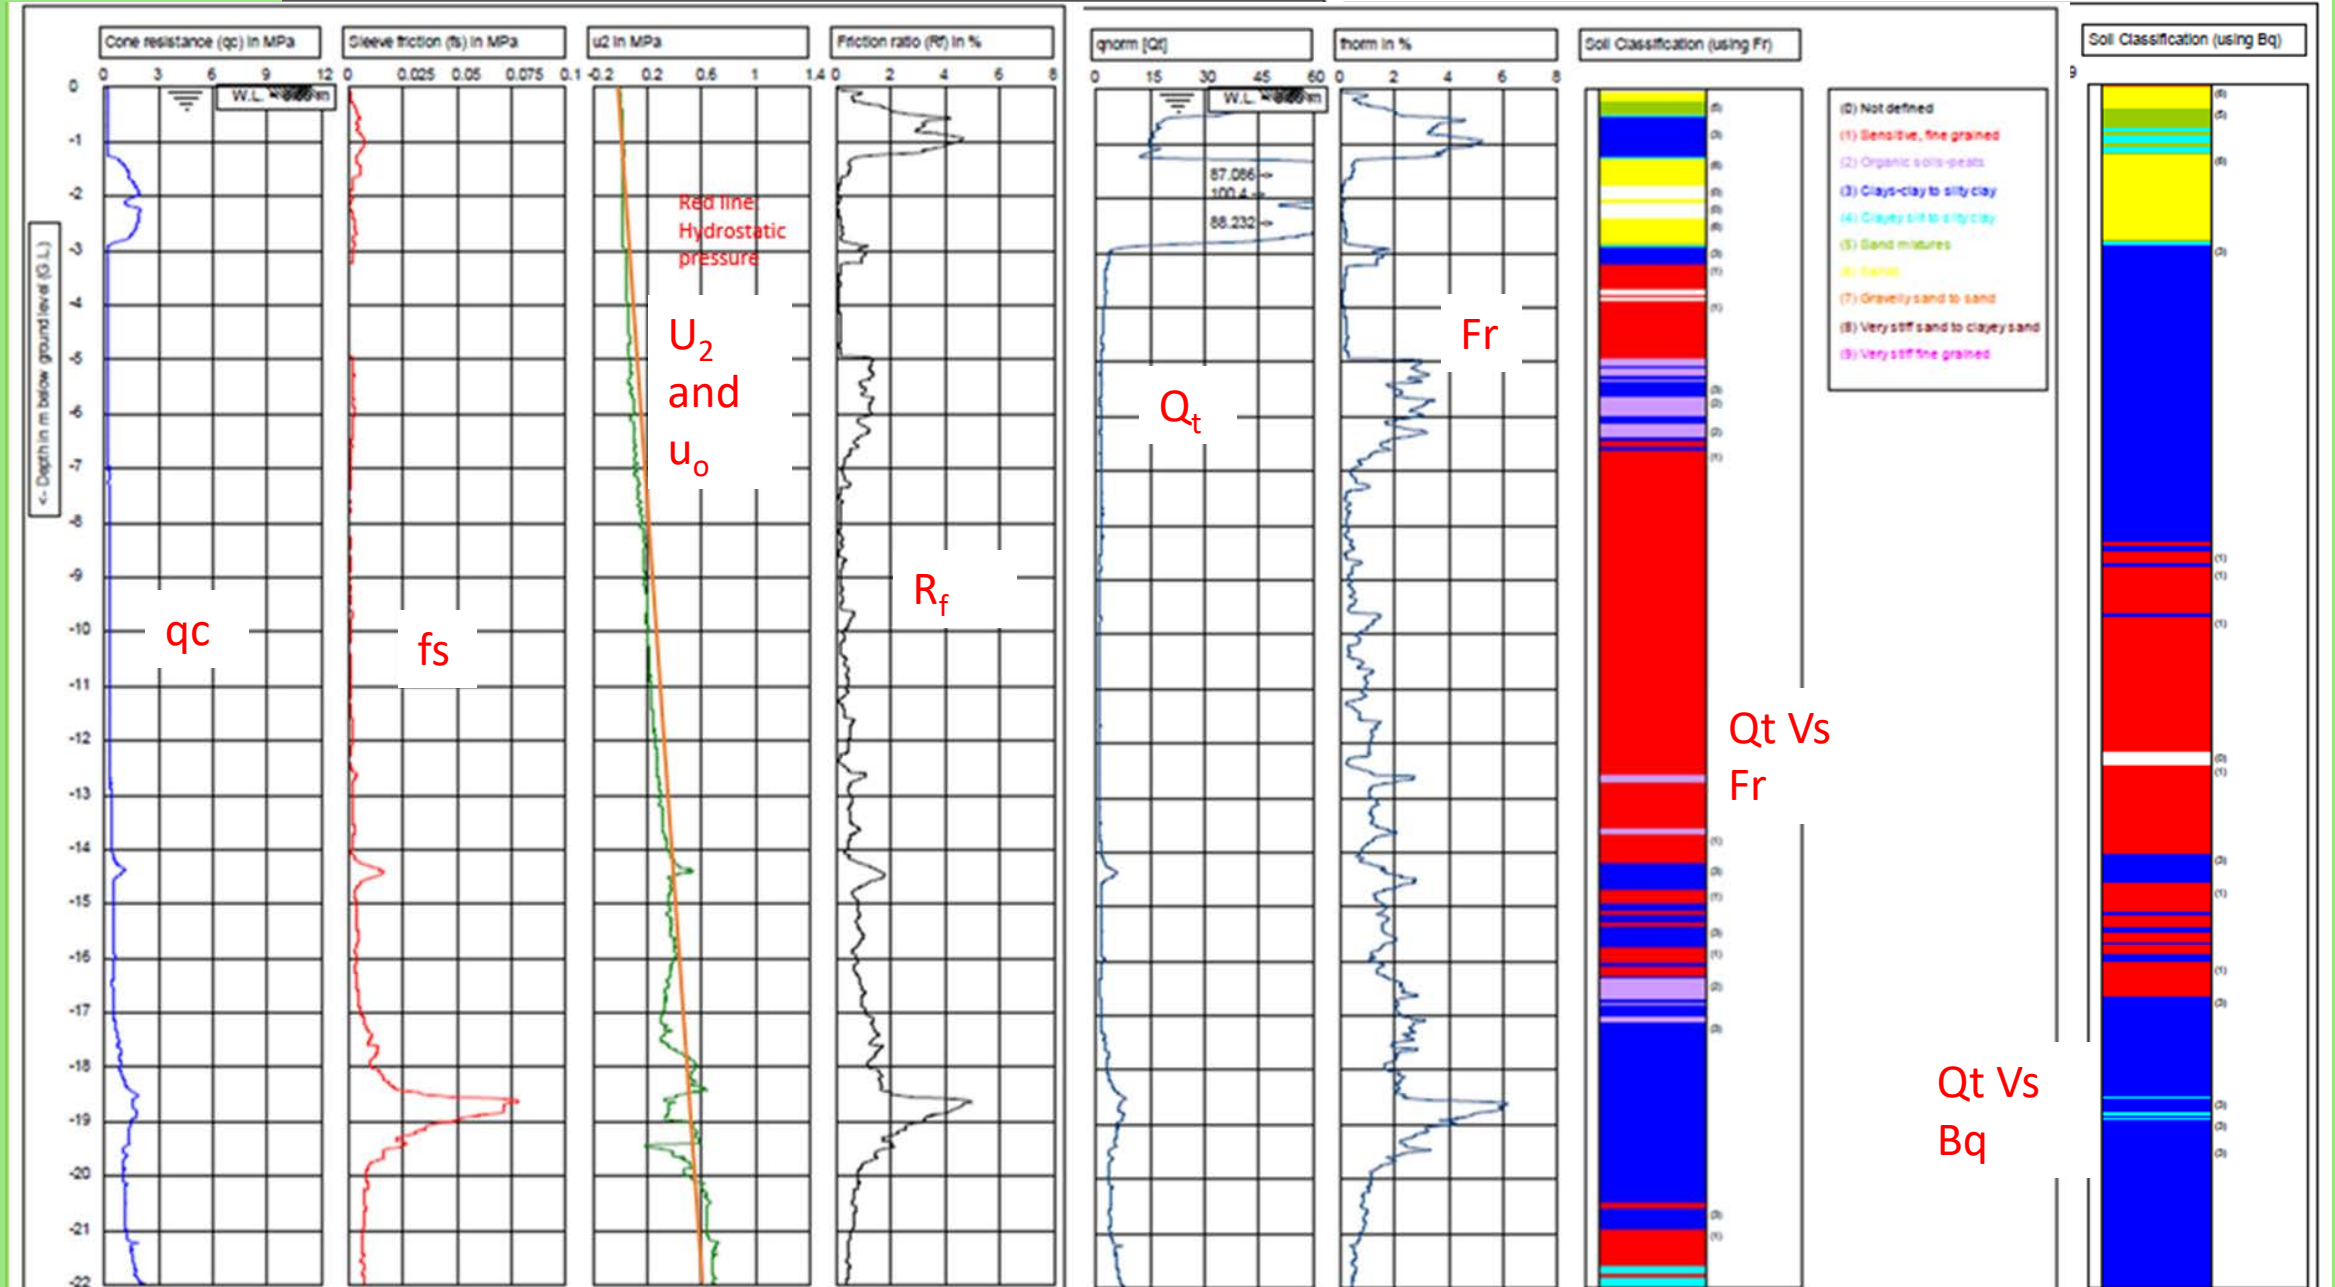 Cone resistance (qc) in MPa
Sleeve friction (fs) in MPa
u2 in MPa
Friction ratio (Rf) in %
qnorm [Qt]
fnorm in %
Soil Classification (using Fr)
Soil Classification (using Bq)
0 3 6 9 12
0 0.025 0.05 0.075 0.1
-0.2 0.2 0.6 1 1.4
0 2 4 6 8
0 15 30 45 60
0 2 4 6 8
9
W.L.
W.L.
<- Depth in m below ground level (G.L.)
0
-1
-2
-3
-4
-5
-6
-7
-8
-9
-10
-11
-12
-13
-14
-15
-16
-17
-18
-19
-20
-21
-22
Red line:
Hydrostatic
pressure
U2
and
uo
qc
fs
Rf
87.086
100.4
88.232
Qt
Fr
Qt Vs
Fr
(0) Not defined
(1) Sensitive, fine grained
(2) Organic soils-peats
(3) Clays-clay to silty clay
(4) Clayey silt to silty clay
(5) Sand mixtures
(7) Gravelly sand to sand
(8) Very stiff sand to clayey sand
(9) Very stiff fine grained
Qt Vs
Bq